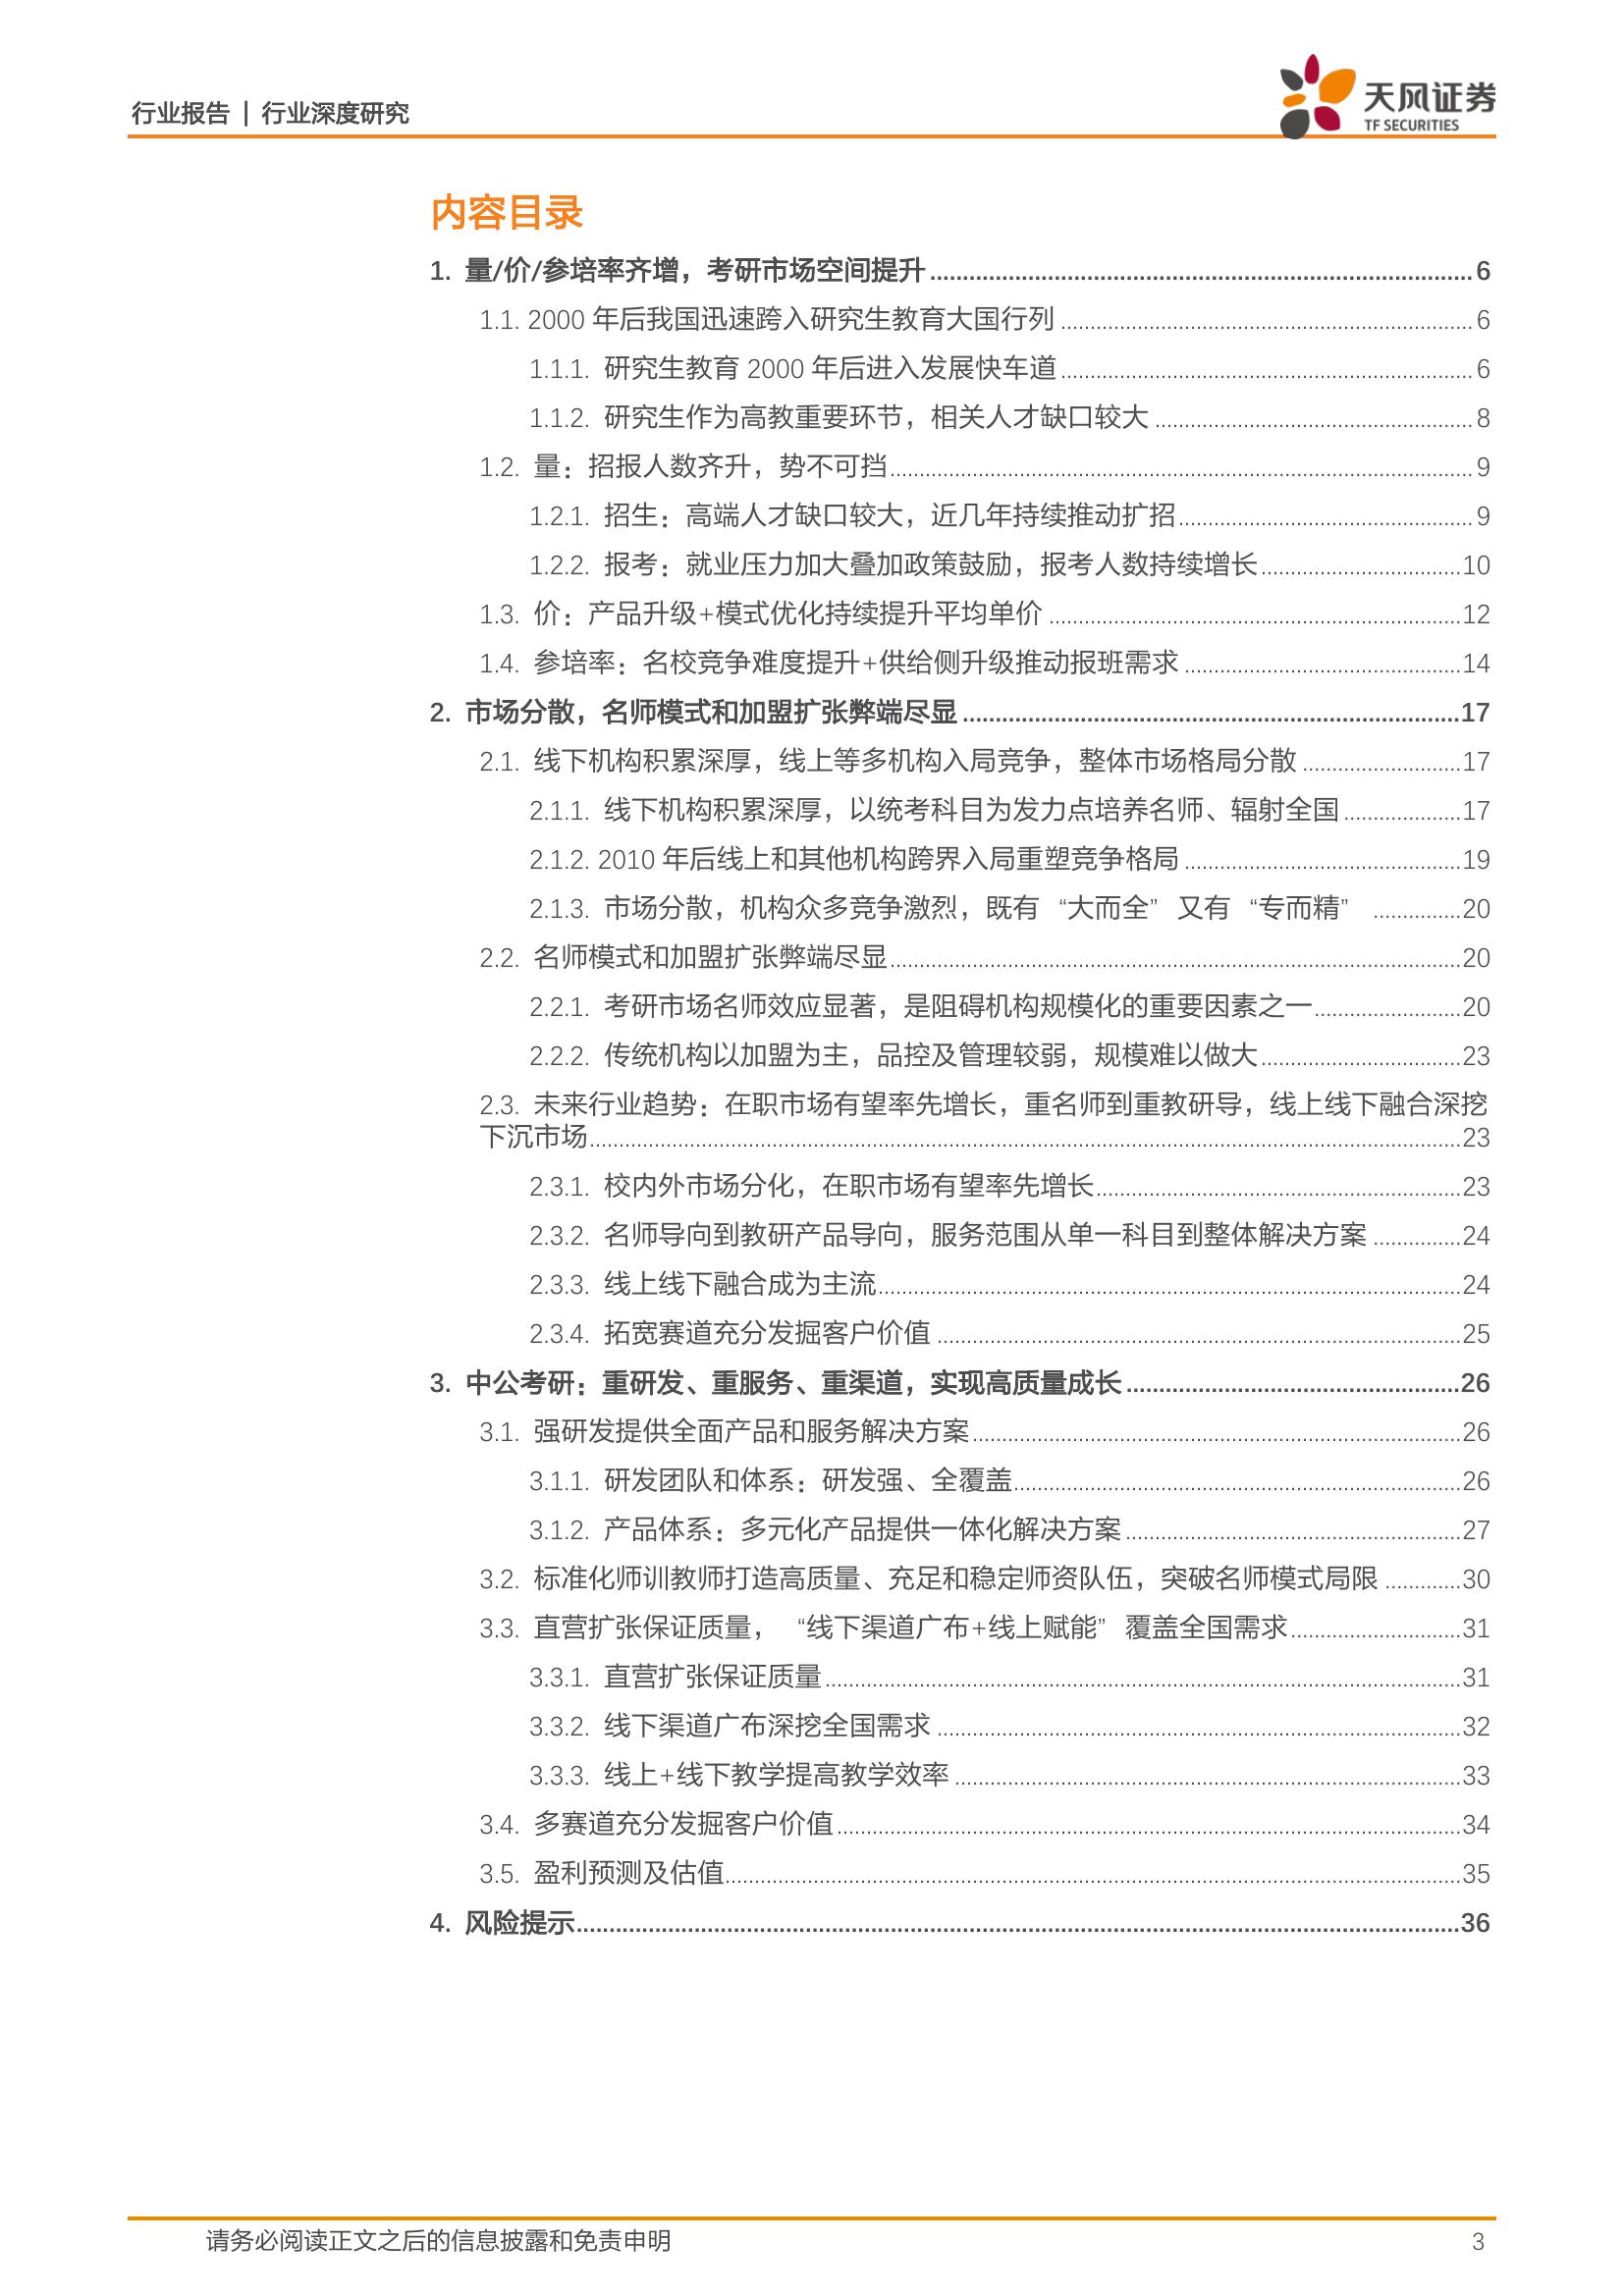 行业报告 | 行业深度研究
天风证券
TF SECURITIES
内容目录
1. 量/价/参培率齐增，考研市场空间提升 6
1.1. 2000 年后我国迅速跨入研究生教育大国行列 6
1.1.1. 研究生教育 2000 年后进入发展快车道 6
1.1.2. 研究生作为高教重要环节，相关人才缺口较大 8
1.2. 量：招报人数齐升，势不可挡 9
1.2.1. 招生：高端人才缺口较大，近几年持续推动扩招 9
1.2.2. 报考：就业压力加大叠加政策鼓励，报考人数持续增长 10
1.3. 价：产品升级+模式优化持续提升平均单价 12
1.4. 参培率：名校竞争难度提升+供给侧升级推动报班需求 14
2. 市场分散，名师模式和加盟扩张弊端尽显 17
2.1. 线下机构积累深厚，线上等多机构入局竞争，整体市场格局分散 17
2.1.1. 线下机构积累深厚，以统考科目为发力点培养名师、辐射全国 17
2.1.2. 2010 年后线上和其他机构跨界入局重塑竞争格局 19
2.1.3. 市场分散，机构众多竞争激烈，既有“大而全”又有“专而精” 20
2.2. 名师模式和加盟扩张弊端尽显 20
2.2.1. 考研市场名师效应显著，是阻碍机构规模化的重要因素之一 20
2.2.2. 传统机构以加盟为主，品控及管理较弱，规模难以做大 23
2.3. 未来行业趋势：在职市场有望率先增长，重名师到重教研导，线上线下融合深挖
下沉市场 23
2.3.1. 校内外市场分化，在职市场有望率先增长 23
2.3.2. 名师导向到教研产品导向，服务范围从单一科目到整体解决方案 24
2.3.3. 线上线下融合成为主流 24
2.3.4. 拓宽赛道充分发掘客户价值 25
3. 中公考研：重研发、重服务、重渠道，实现高质量成长 26
3.1. 强研发提供全面产品和服务解决方案 26
3.1.1. 研发团队和体系：研发强、全覆盖 26
3.1.2. 产品体系：多元化产品提供一体化解决方案 27
3.2. 标准化师训教师打造高质量、充足和稳定师资队伍，突破名师模式局限 30
3.3. 直营扩张保证质量，“线下渠道广布+线上赋能”覆盖全国需求 31
3.3.1. 直营扩张保证质量 31
3.3.2. 线下渠道广布深挖全国需求 32
3.3.3. 线上+线下教学提高教学效率 33
3.4. 多赛道充分发掘客户价值 34
3.5. 盈利预测及估值 35
4. 风险提示 36
请务必阅读正文之后的信息披露和免责申明 3